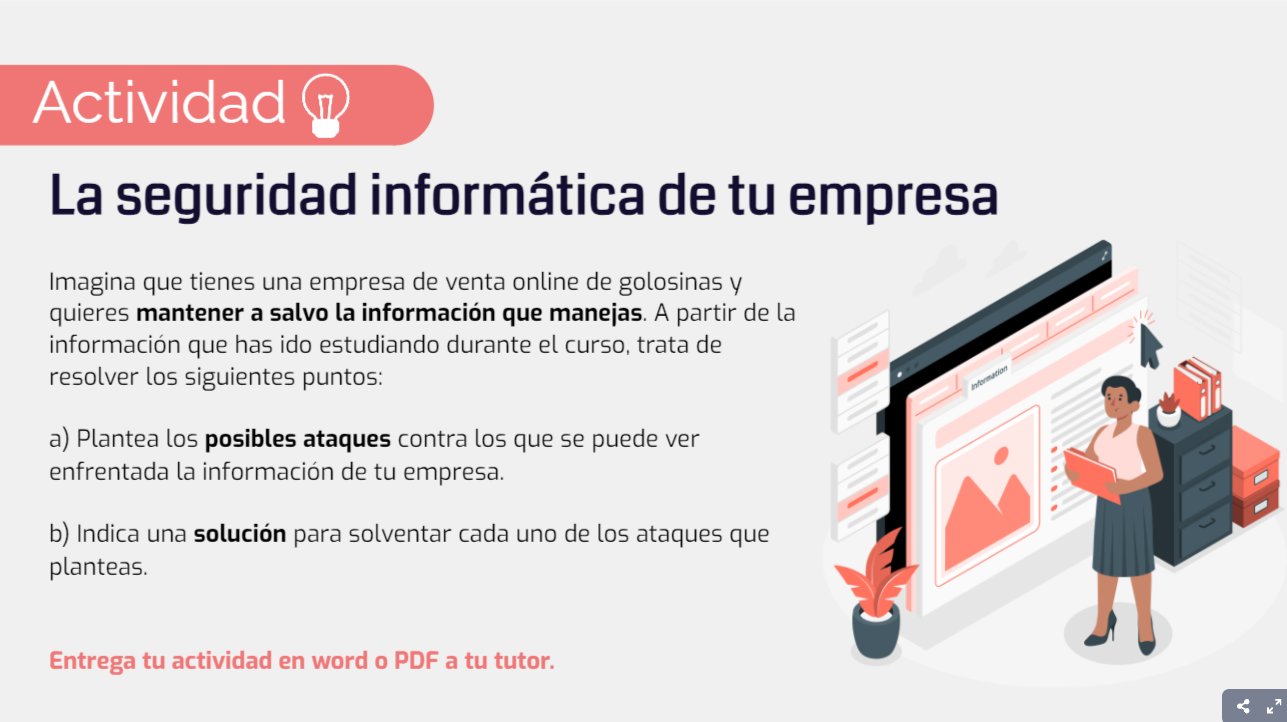 Actividad
La seguridad informática de tu empresa
Imagina que tienes una empresa de venta online de golosinas y
quieres mantener a salvo la información que manejas. A partir de la
información que has ido estudiando durante el curso, trata de
resolver los siguientes puntos:
a) Plantea los posibles ataques contra los que se puede ver
enfrentada la información de tu empresa.
b) Indica una solución para solventar cada uno de los ataques que
planteas.
Entrega tu actividad en word o PDF a tu tutor.
Information